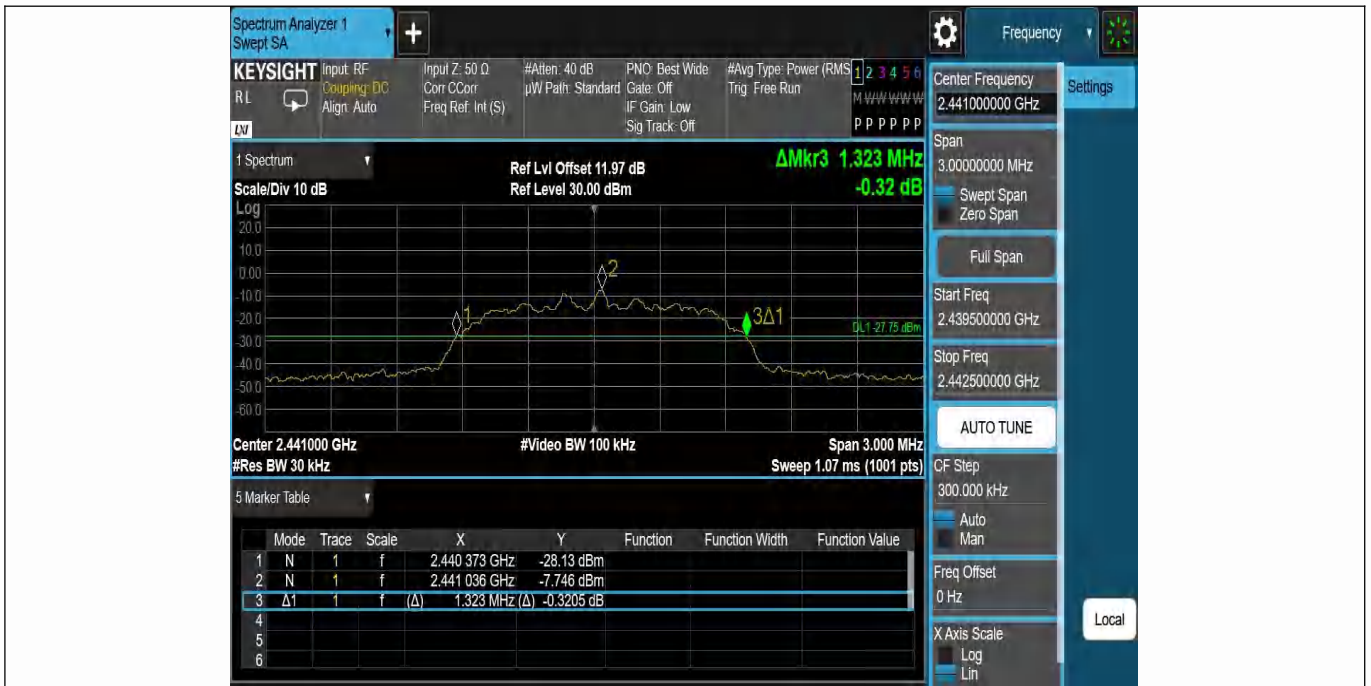 Spectrum Analyzer 1
Swept SA
+
Frequency
KEYSIGHT
RL
LXI
Input: RF
Coupling: DC
Align: Auto
Input Z: 50 Ω
Corr CCorr
Freq Ref: Int (S)
#Atten: 40 dB
µW Path: Standard
PNO: Best Wide
Gate: Off
IF Gain: Low
Sig Track: Off
#Avg Type: Power (RMS
Trig: Free Run
1 2 3 4 5 6
M W W W W W
P P P P P P
1 Spectrum
Scale/Div 10 dB
Ref Lvl Offset 11.97 dB
Ref Level 30.00 dBm
ΔMkr3 1.323 MHz
-0.32 dB
Log
20.0
10.0
0.00
-10.0
-20.0
-30.0
-40.0
-50.0
-60.0
1
2
3Δ1
DL1 -27.75 dBm
Center 2.441000 GHz
#Video BW 100 kHz
Span 3.000 MHz
#Res BW 30 kHz
Sweep 1.07 ms (1001 pts)
5 Marker Table
Mode Trace Scale X Y Function Function Width Function Value
1 N 1 f 2.440 373 GHz -28.13 dBm
2 N 1 f 2.441 036 GHz -7.746 dBm
3 Δ1 1 f (Δ) 1.323 MHz (Δ) -0.3205 dB
4
5
6
Center Frequency
2.441000000 GHz
Settings
Span
3.00000000 MHz
Swept Span
Zero Span
Full Span
Start Freq
2.439500000 GHz
Stop Freq
2.442500000 GHz
AUTO TUNE
CF Step
300.000 kHz
Auto
Man
Freq Offset
0 Hz
Local
X Axis Scale
Log
Lin